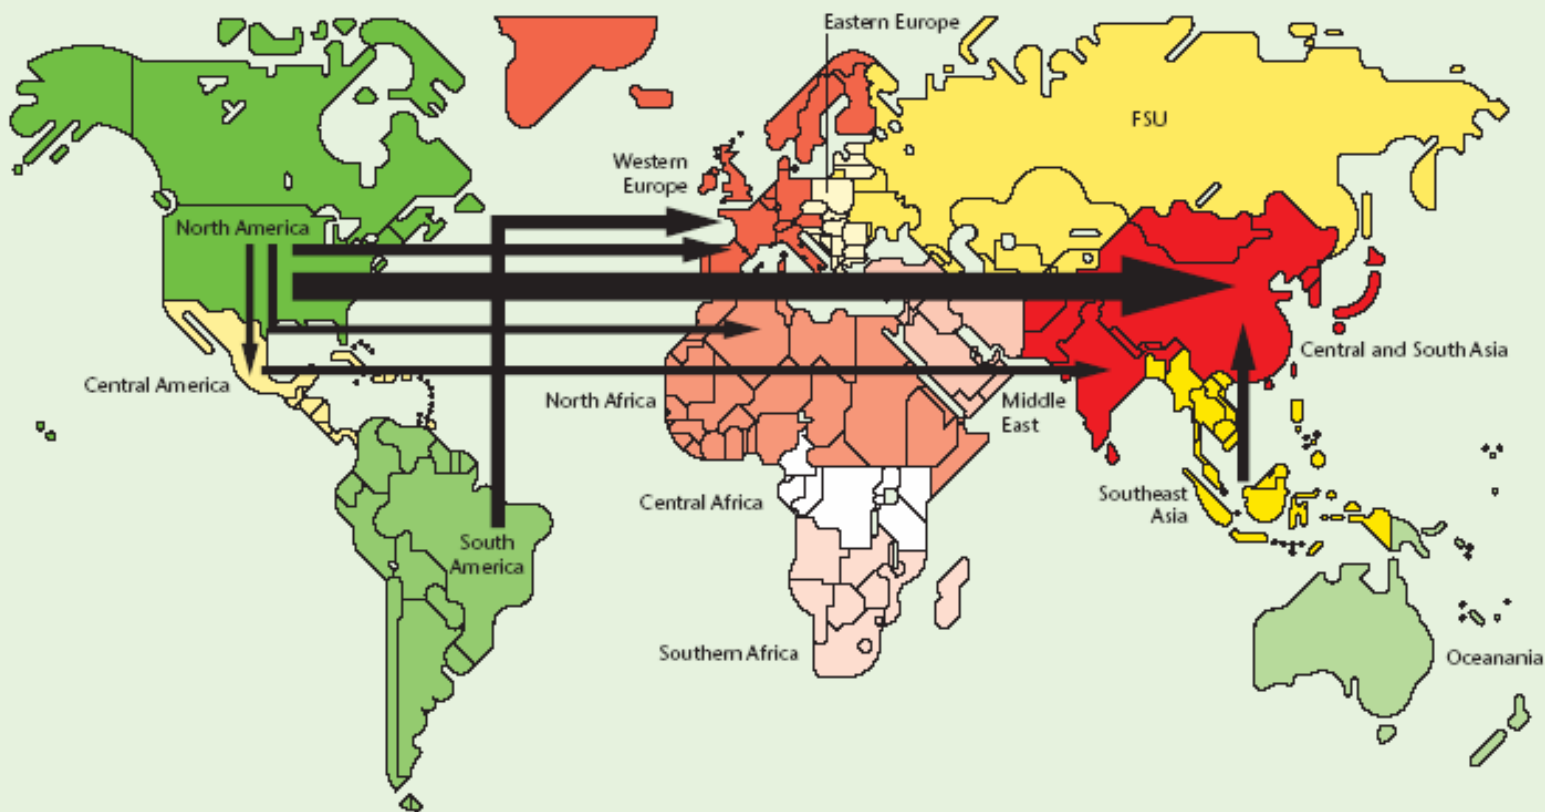 Eastern Europe
FSU
Western
Europe
North America
Central and South Asia
Central America
North Africa
Middle
East
Central Africa
Southeast
Asia
South
America
Southern Africa
Oceanania